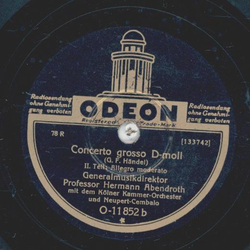 Radiosendung
ohne Genehmi-
gung verboten
Radiosendung
ohne Genehmi-
gung verboten
ODEON
78 R
[133742]
Concerto grosso D-moll
(G. F. Händel)
II. Teil: Allegro moderato
Generalmusikdirektor
Professor Hermann Abendroth
mit dem Kölner Kammer-Orchester
und Neupert-Cembalo
O-11852 b